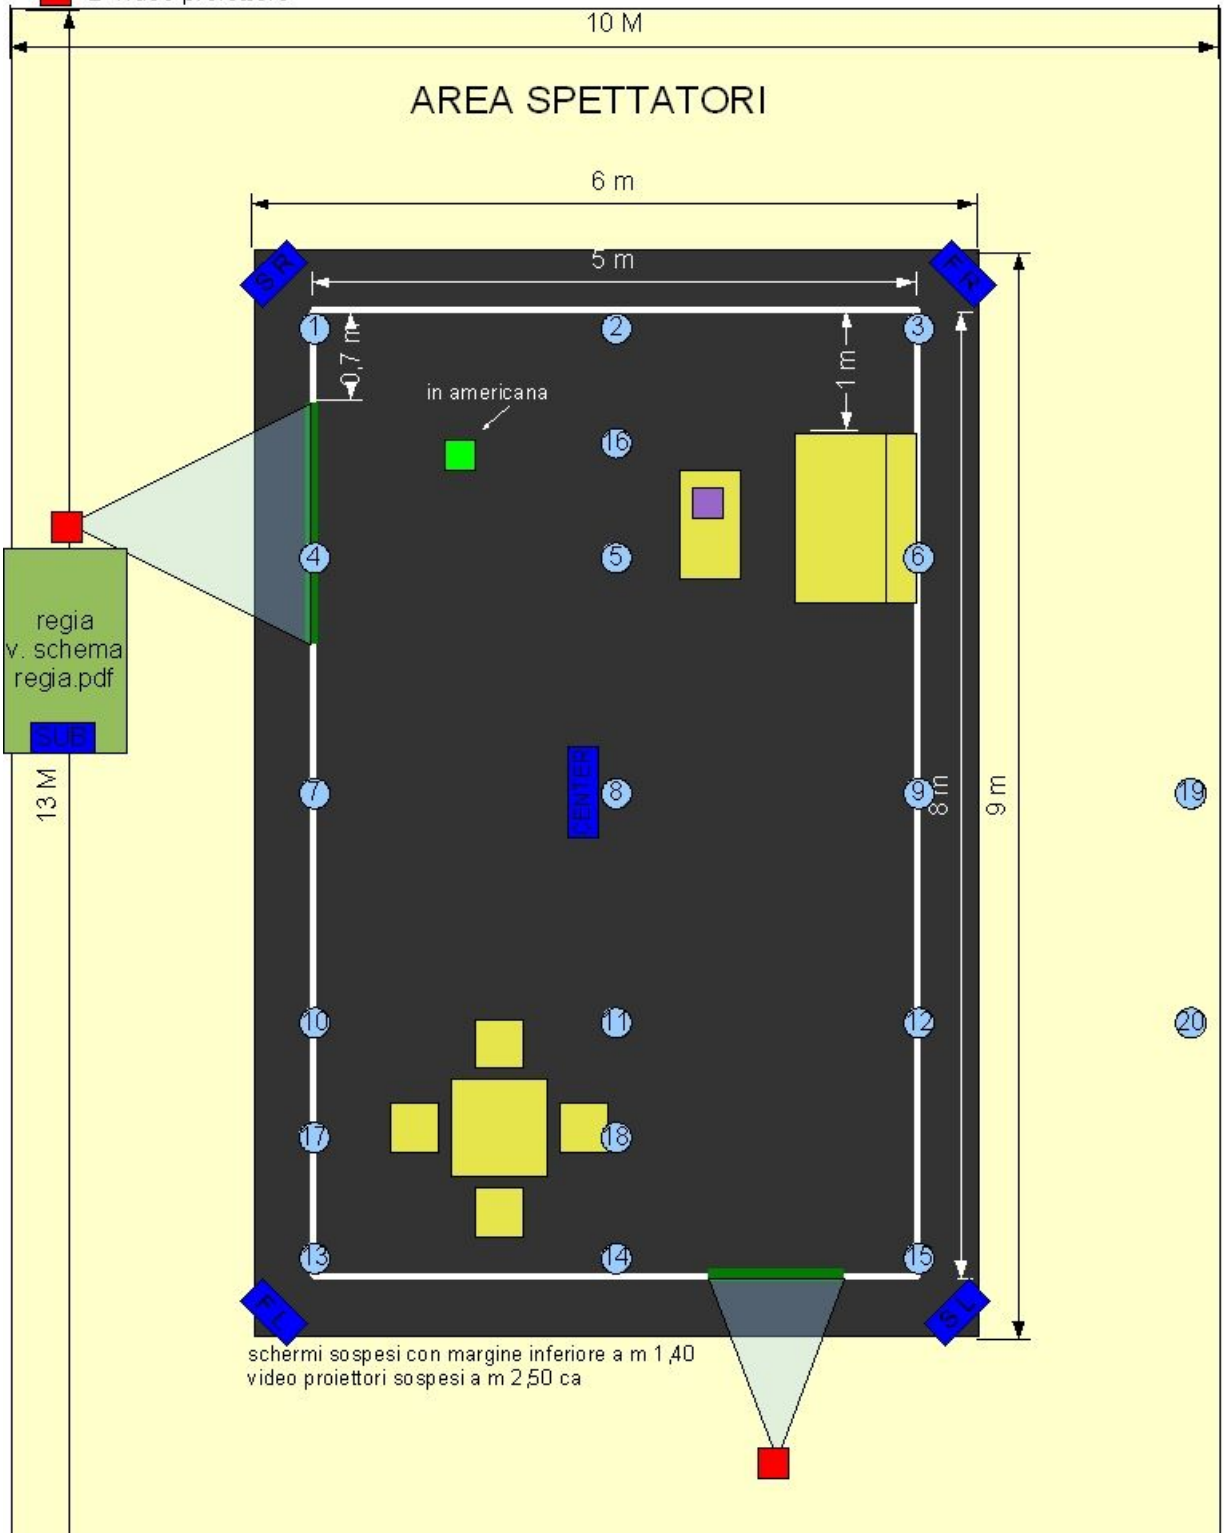 10 M
AREA SPETTATORI
6 m
5 m
S R
F R
1
2
3
0,7 m
1 m
in americana
16
4
5
6
regia
v. schema
regia.pdf
SUB
13 M
7
CENTER
8
9
8 m
9 m
19
10
11
12
20
17
18
13
14
15
F L
S L
schermi sospesi con margine inferiore a m 1,40
video proiettori sospesi a m 2,50 ca